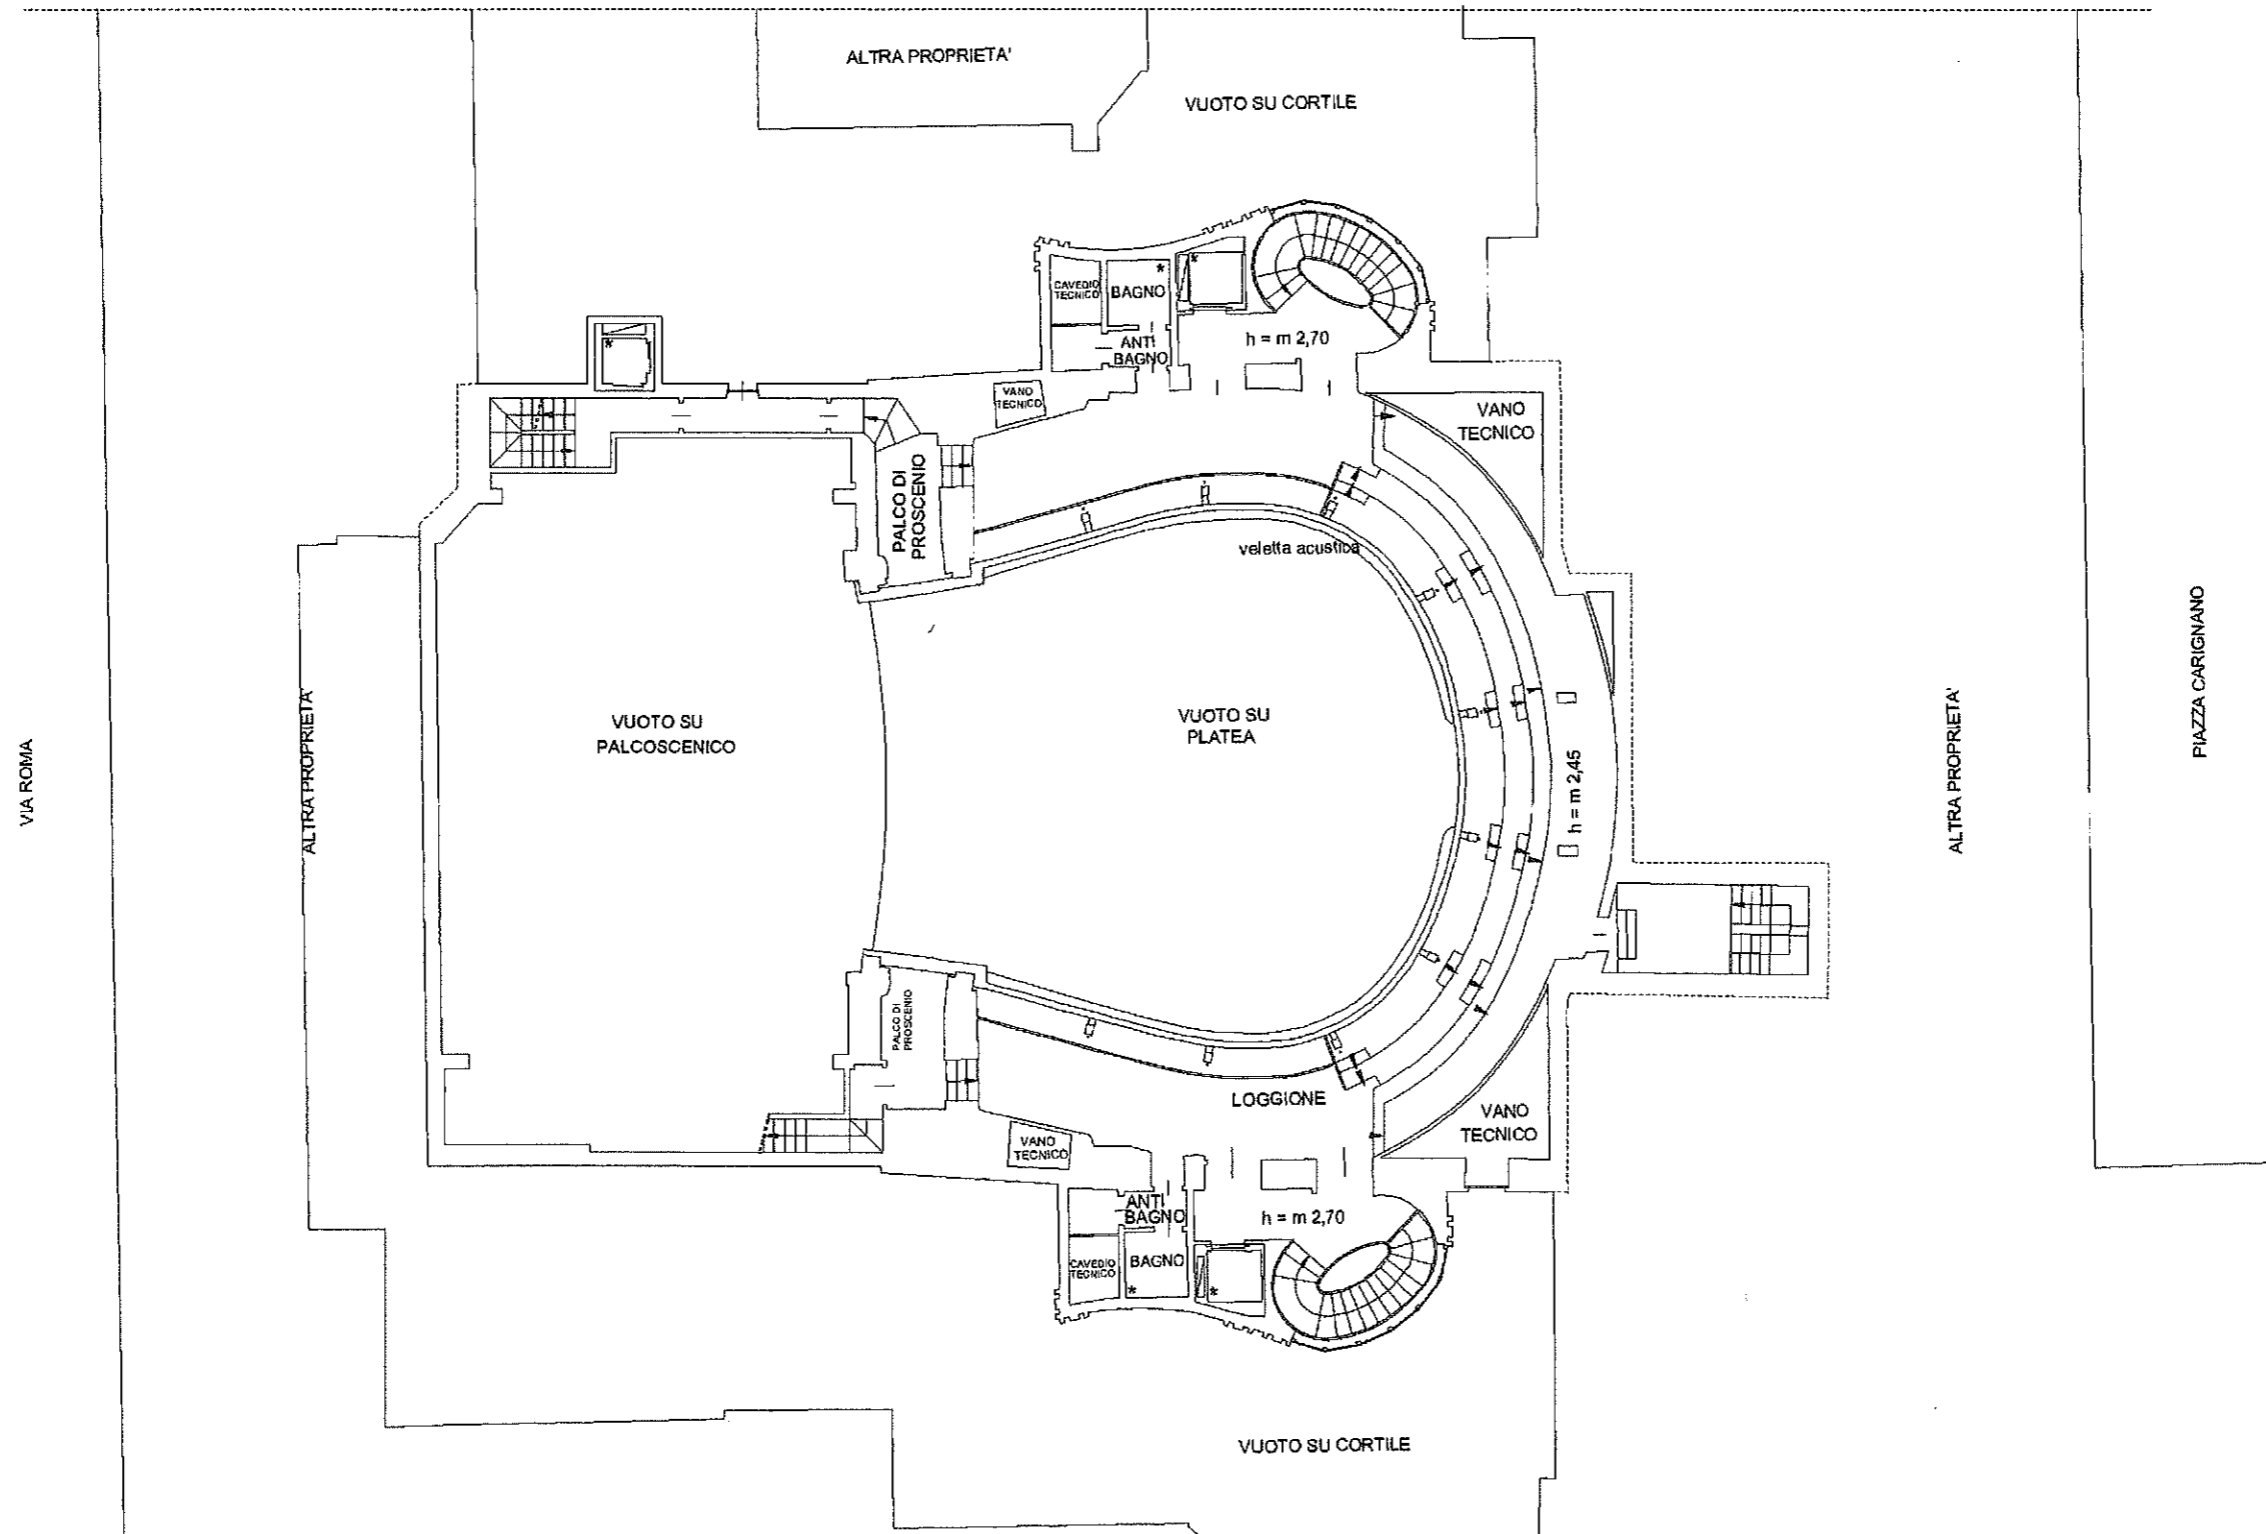 ALTRA PROPRIETA'
VUOTO SU CORTILE
CAVEDIO
TECNICO
BAGNO
*
*
ANTI
BAGNO
h = m 2,70
*
VANO
TECNICO
VANO
TECNICO
PALCO DI
PROSCENIO
veletta acustica
VIA ROMA
ALTRA PROPRIETA'
VUOTO SU
PALCOSCENICO
VUOTO SU
PLATEA
h = m 2,45
ALTRA PROPRIETA'
PIAZZA CARIGNANO
PALCO DI
PROSCENIO
LOGGIONE
VANO
TECNICO
VANO
TECNICO
ANTI
BAGNO
h = m 2,70
CAVEDIO
TECNICO
BAGNO
*
*
VUOTO SU CORTILE